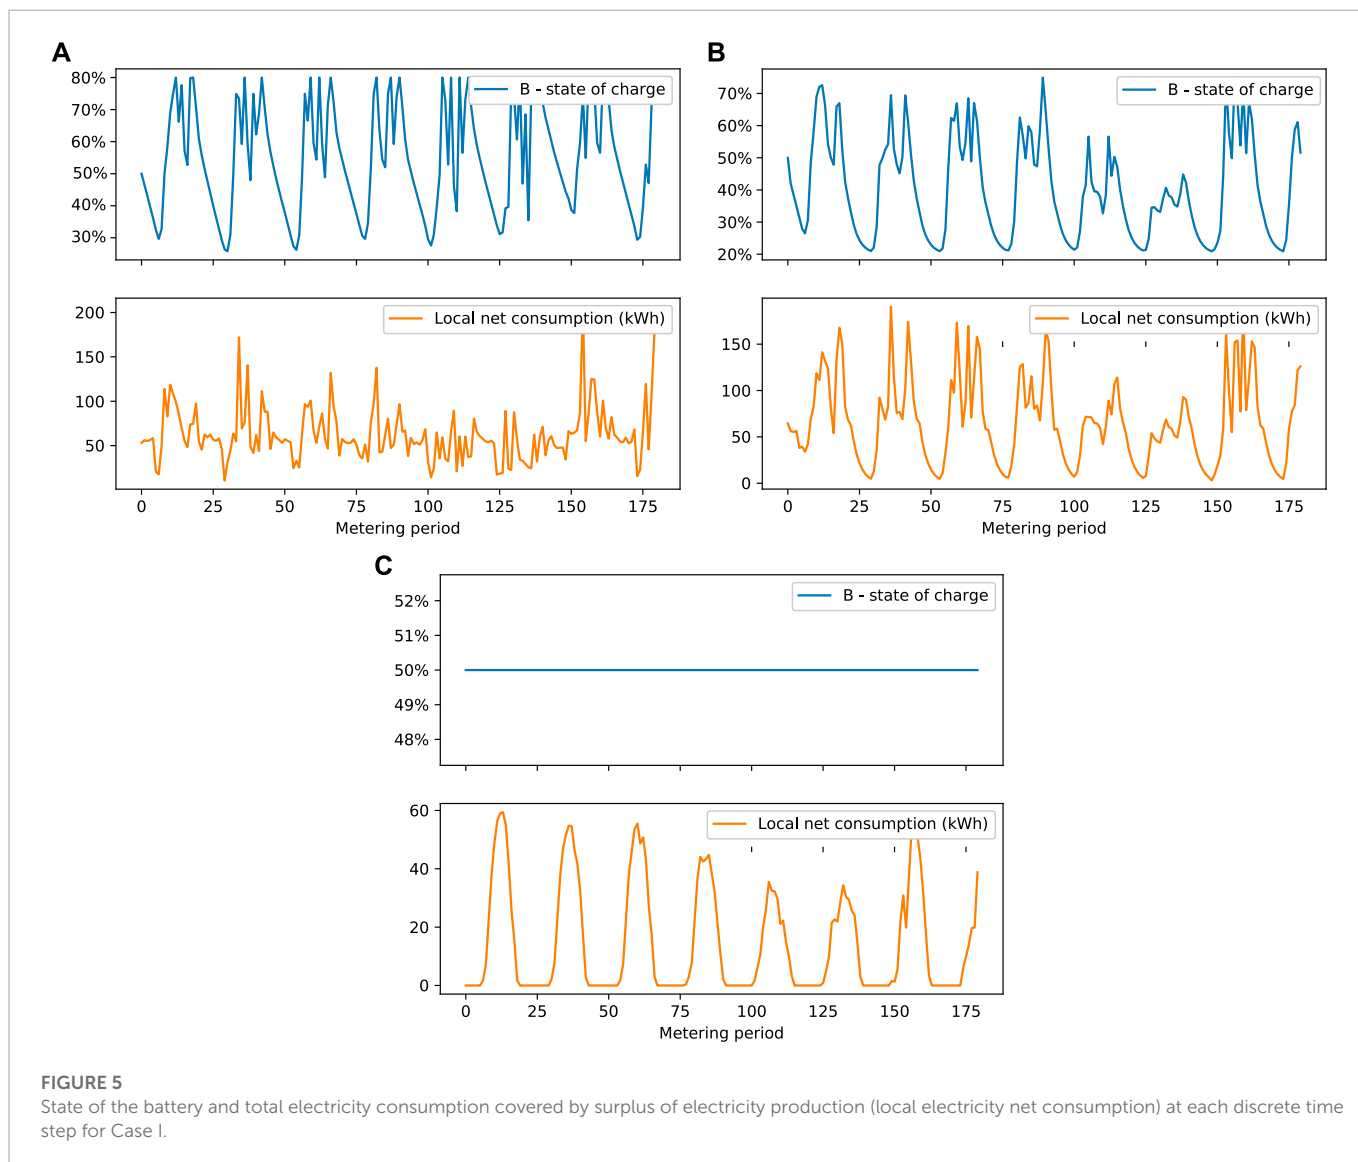 A
80%
70%
60%
50%
40%
30%
B - state of charge
200
150
100
50
Local net consumption (kWh)
0 25 50 75 100 125 150 175
Metering period
B
70%
60%
50%
40%
30%
20%
B - state of charge
150
100
50
0
Local net consumption (kWh)
0 25 50 75 100 125 150 175
Metering period
C
52%
51%
50%
49%
48%
B - state of charge
60
40
20
0
Local net consumption (kWh)
0 25 50 75 100 125 150 175
Metering period
FIGURE 5
State of the battery and total electricity consumption covered by surplus of electricity production (local electricity net consumption) at each discrete time
step for Case I.